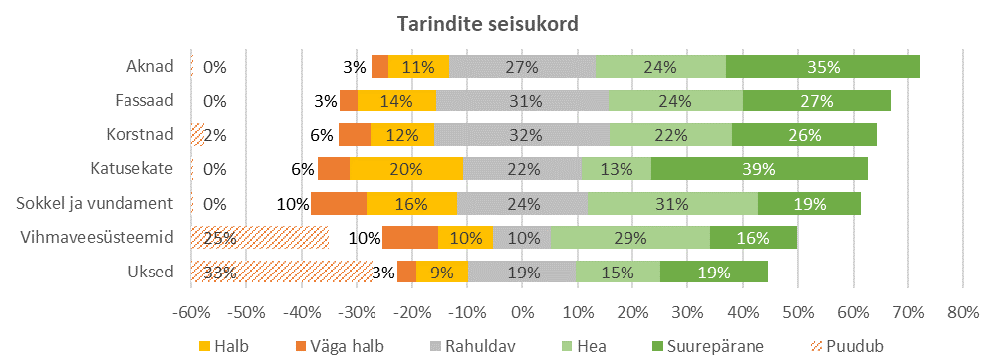 Tarindite seisukord
Aknad 0% 3% 11% 27% 24% 35%
Fassaad 0% 3% 14% 31% 24% 27%
Korstnad 2% 6% 12% 32% 22% 26%
Katusekate 0% 6% 20% 22% 13% 39%
Sokkel ja vundament 0% 10% 16% 24% 31% 19%
Vihmaveesüsteemid 25% 10% 10% 10% 29% 16%
Uksed 33% 3% 9% 19% 15% 19%
-60% -50% -40% -30% -20% -10% 0% 10% 20% 30% 40% 50% 60% 70% 80%
Halb Väga halb Rahuldav Hea Suurepärane Puudub